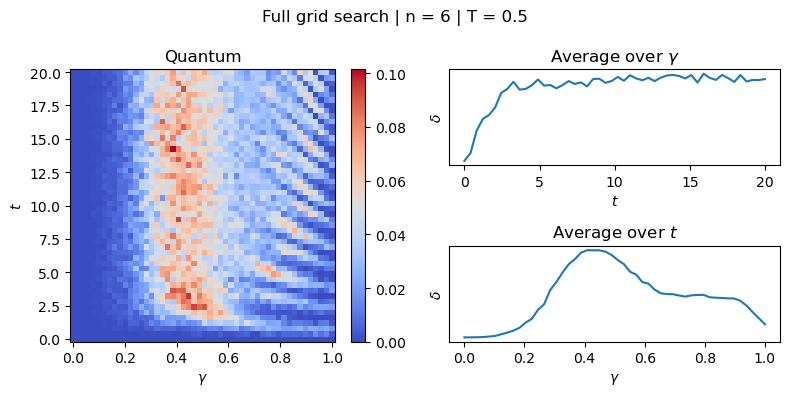 Full grid search | n = 6 | T = 0.5
Quantum
20.0
17.5
15.0
12.5
10.0
7.5
5.0
2.5
0.0
t
0.0 0.2 0.4 0.6 0.8 1.0
γ
0.10
0.08
0.06
0.04
0.02
0.00
Average over γ
δ
0 5 10 15 20
t
Average over t
δ
0.0 0.2 0.4 0.6 0.8 1.0
γ